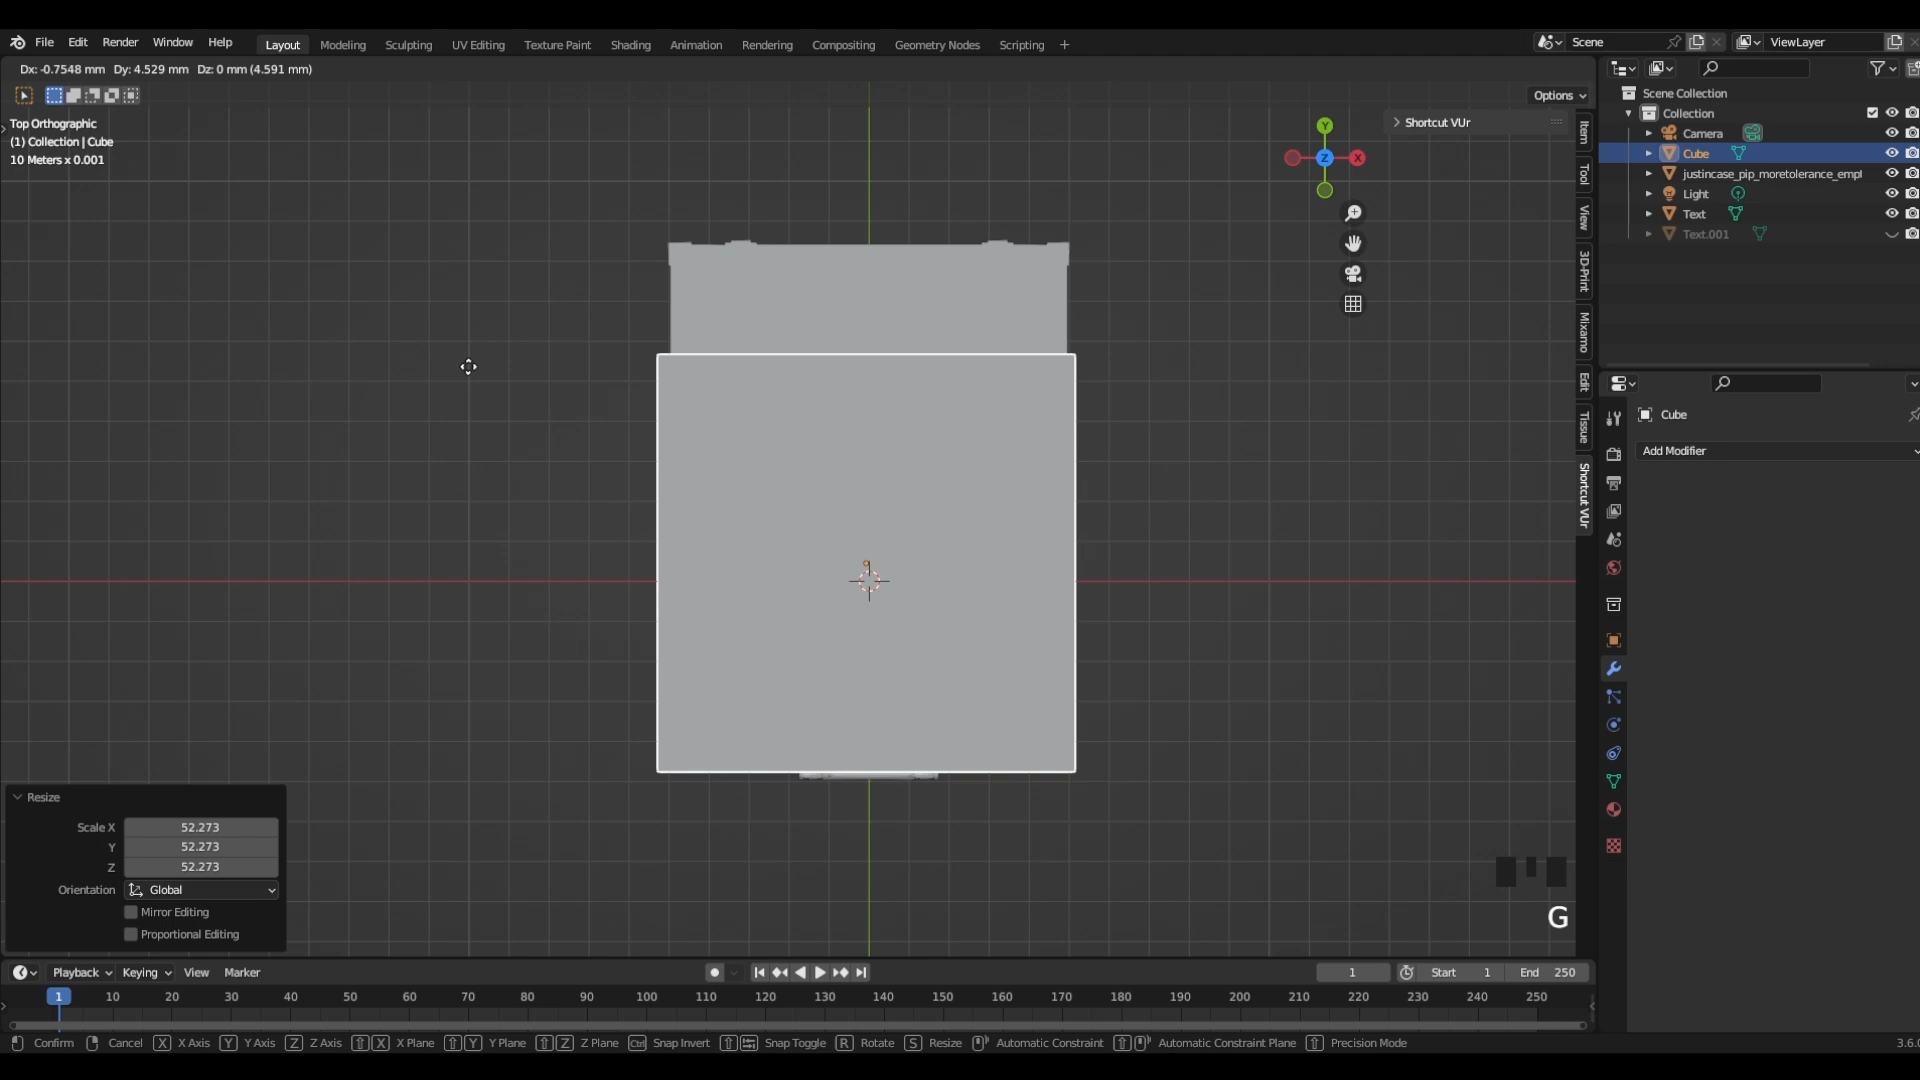 File Edit Render Window Help Layout Modeling Sculpting UV Editing Texture Paint Shading Animation Rendering Compositing Geometry Nodes Scripting + Scene ViewLayer
Dx: -0.7548 mm Dy: 4.529 mm Dz: 0 mm (4.591 mm)
Options
Top Orthographic
(1) Collection | Cube
10 Meters x 0.001
Y
Z
X
Shortcut VUr
Item
Tool
View
3D-Print
Mixamo
Edit
Tissue
Shortcut VUr
Scene Collection
Collection
Camera
Cube
justincase_pip_moretolerance_empl
Light
Text
Text.001
Cube
Add Modifier
Resize
Scale X 52.273
Y 52.273
Z 52.273
Orientation Global
Mirror Editing
Proportional Editing
G
Playback Keying View Marker 1 Start 1 End 250
1 10 20 30 40 50 60 70 80 90 100 110 120 130 140 150 160 170 180 190 200 210 220 230 240 250
Confirm Cancel X X Axis Y Y Axis Z Z Axis X X Plane Y Y Plane Z Z Plane Ctrl Snap Invert Snap Toggle R Rotate S Resize Automatic Constraint Automatic Constraint Plane Precision Mode 3.6.0